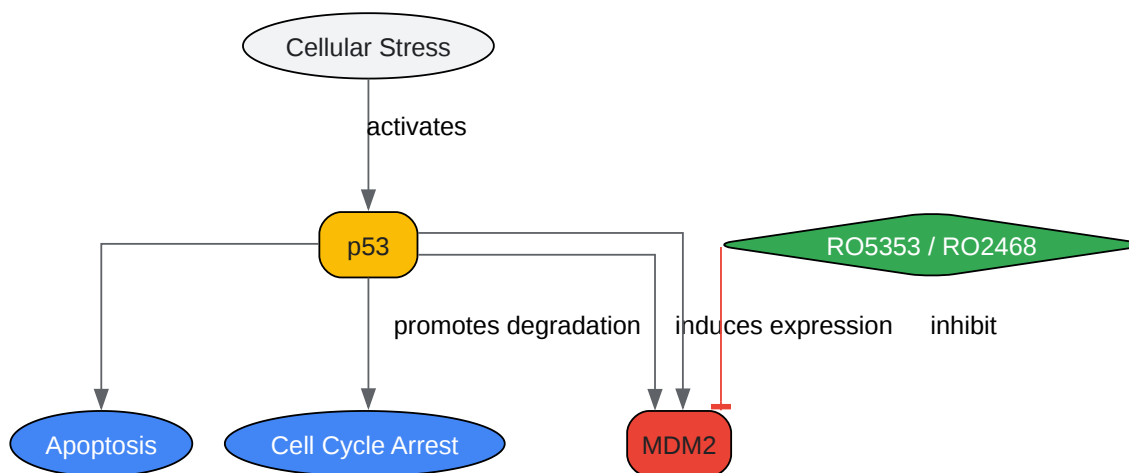 Cellular Stress
activates
p53
RO5353 / RO2468
promotes degradation
induces expression
inhibit
Apoptosis
Cell Cycle Arrest
MDM2